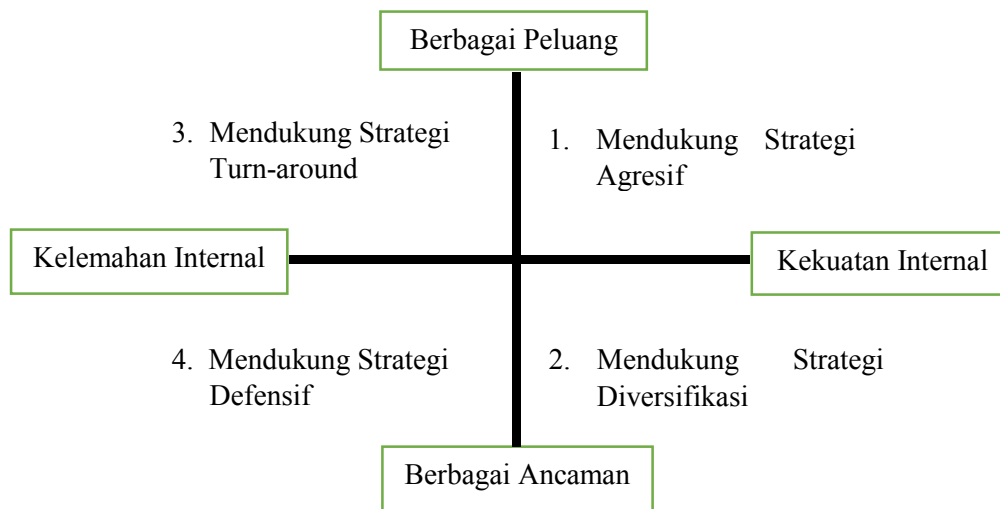 Berbagai Peluang
3. Mendukung Strategi
Turn-around
1. Mendukung Strategi
Agresif
Kelemahan Internal
Kekuatan Internal
4. Mendukung Strategi
Defensif
2. Mendukung Strategi
Diversifikasi
Berbagai Ancaman